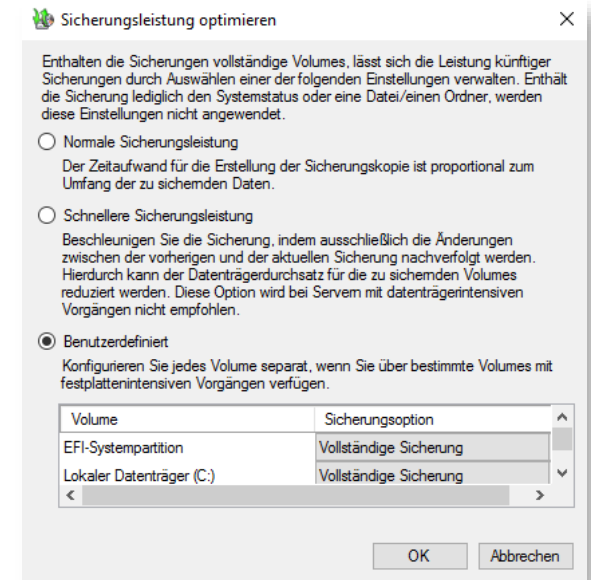 Sicherungsleistung optimieren
Enthalten die Sicherungen vollständige Volumes, lässt sich die Leistung künftiger
Sicherungen durch Auswählen einer der folgenden Einstellungen verwalten. Enthält
die Sicherung lediglich den Systemstatus oder eine Datei/einen Ordner, werden
diese Einstellungen nicht angewendet.
Normale Sicherungsleistung
Der Zeitaufwand für die Erstellung der Sicherungskopie ist proportional zum
Umfang der zu sichernden Daten.
Schnellere Sicherungsleistung
Beschleunigen Sie die Sicherung, indem ausschließlich die Änderungen
zwischen der vorherigen und der aktuellen Sicherung nachverfolgt werden.
Hierdurch kann der Datenträgerdurchsatz für die zu sichernden Volumes
reduziert werden. Diese Option wird bei Servern mit datenträgerintensiven
Vorgängen nicht empfohlen.
Benutzerdefiniert
Konfigurieren Sie jedes Volume separat, wenn Sie über bestimmte Volumes mit
festplattenintensiven Vorgängen verfügen.
Volume Sicherungsoption
EFI-Systempartition Vollständige Sicherung
Lokaler Datenträger (C:) Vollständige Sicherung
OK Abbrechen